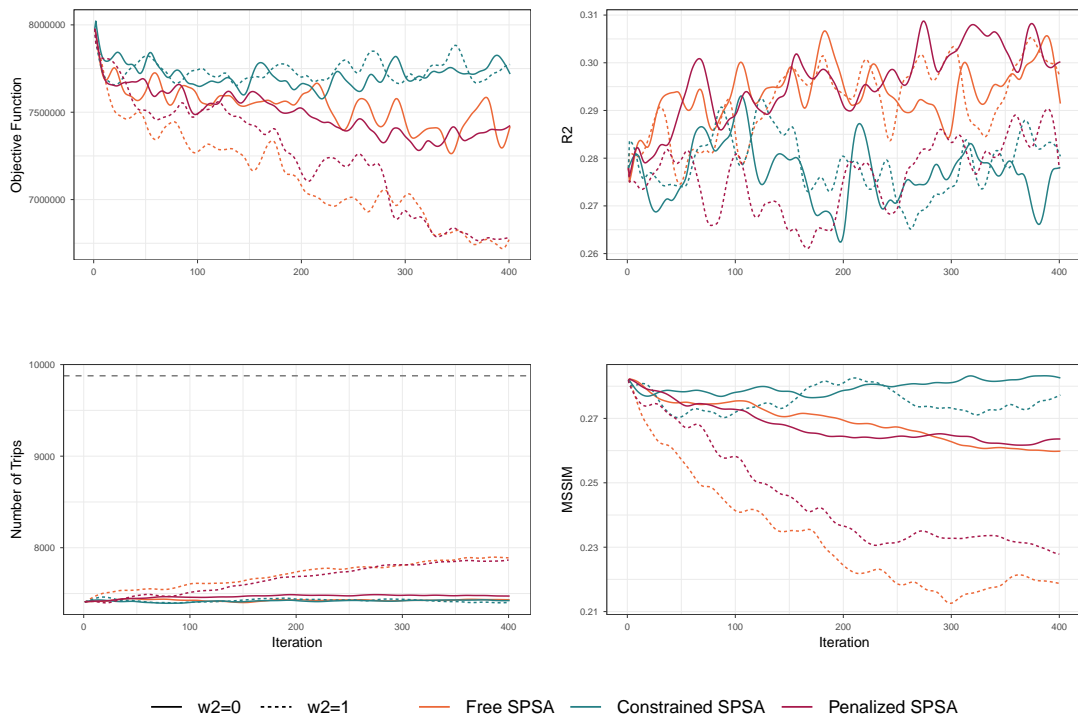 8000000
7500000
7000000
Objective Function
0 100 200 300 400
0.31
0.30
0.29
0.28
0.27
0.26
R2
0 100 200 300 400
10000
9000
8000
Number of Trips
0 100 200 300 400
Iteration
0.27
0.25
0.23
0.21
MSSIM
0 100 200 300 400
Iteration
w2=0 w2=1 Free SPSA Constrained SPSA Penalized SPSA